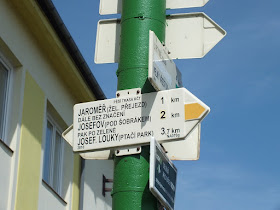 JAROMĚŘ (ŽEL. PŘEJEZD) 1 km
DÁLE BEZ ZNAČENÍ
JOSEFOV (POD SOBRÁKEM) 2 km
PAK PO ZELENÉ
JOSEF. LOUKY (PTAČÍ PARK) 3 km